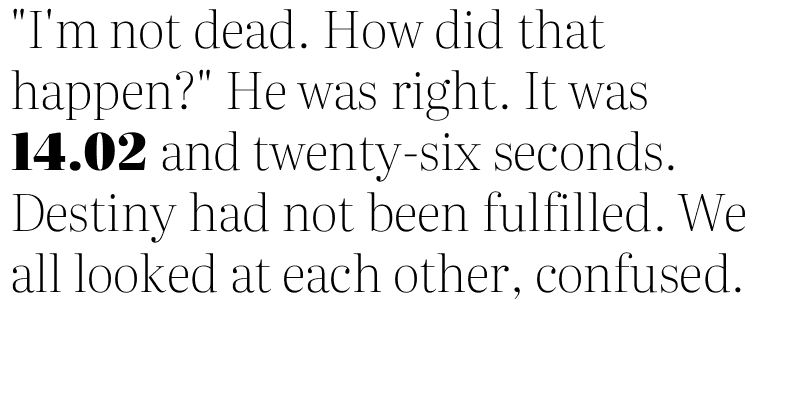 "I'm not dead. How did that
happen?" He was right. It was
14.02 and twenty-six seconds.
Destiny had not been fulfilled. We
all looked at each other, confused.